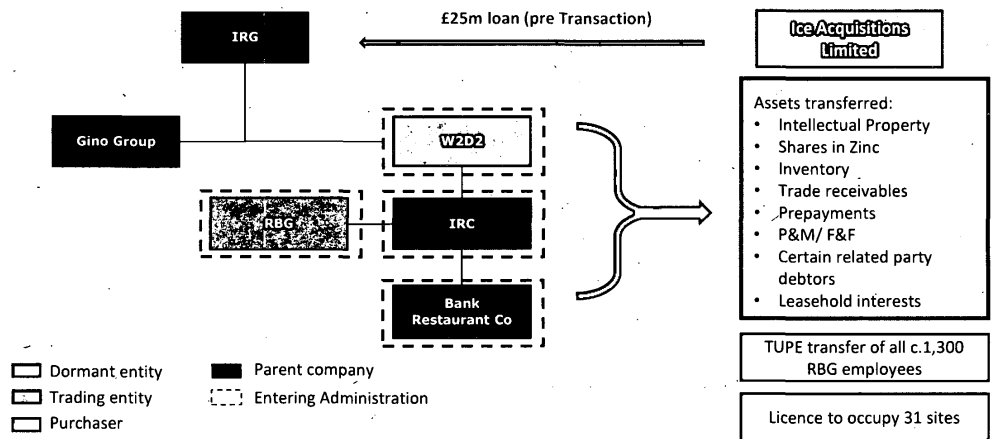 £25m loan (pre Transaction)
IRG
Ice Acquisitions
Limited
Gino Group
W2D2
RBG
IRC
Bank
Restaurant Co
Assets transferred:
• Intellectual Property
• Shares in Zinc
• Inventory
• Trade receivables
• Prepayments
• P&M/ F&F
• Certain related party
debtors
• Leasehold interests
TUPE transfer of all c.1,300
RBG employees
Licence to occupy 31 sites
Dormant entity
Trading entity
Purchaser
Parent company
Entering Administration